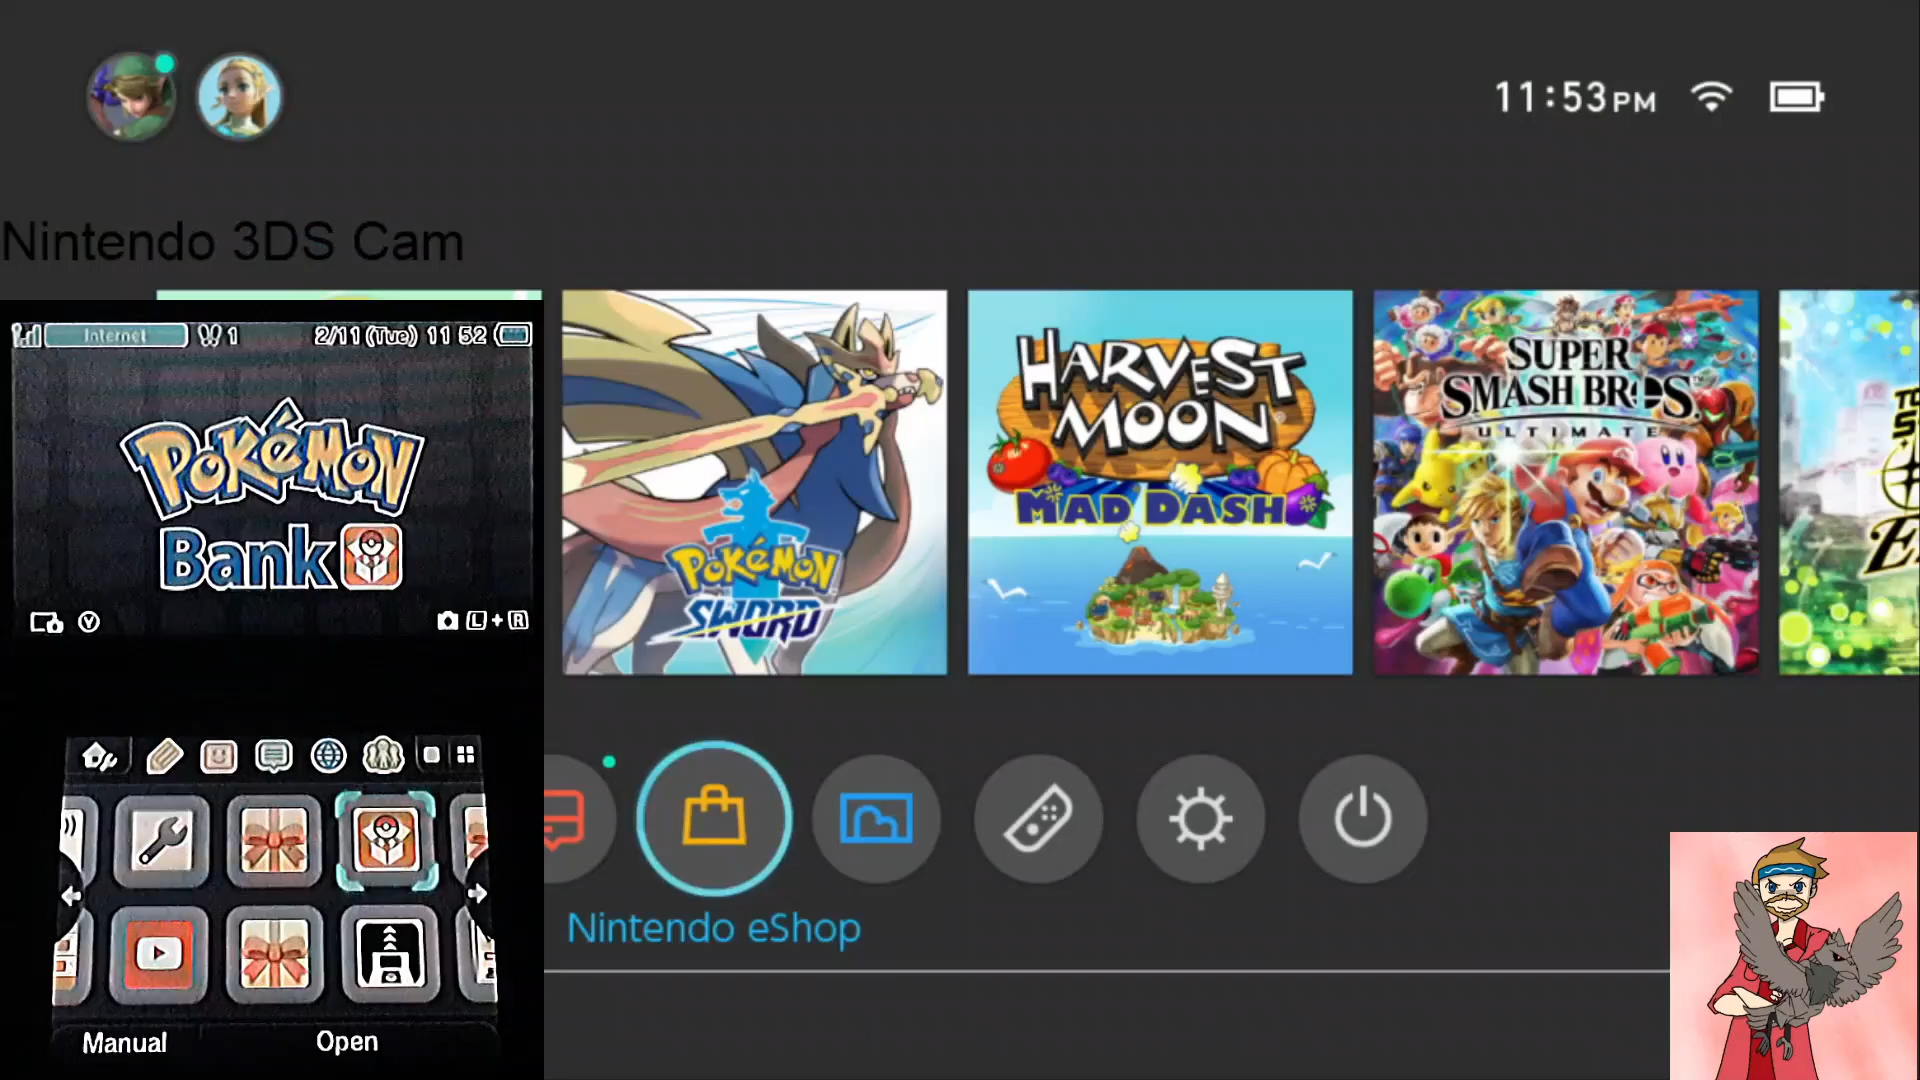 11:53PM
Nintendo 3DS Cam
Internet 1 2/11 (Tue) 11 52
POKéMON
Bank
Y
L + R
Manual
Open
POKéMON
SWORD
HARVEST
MOON
MAD DASH
SUPER
SMASH BROS.
ULTIMATE
Nintendo eShop